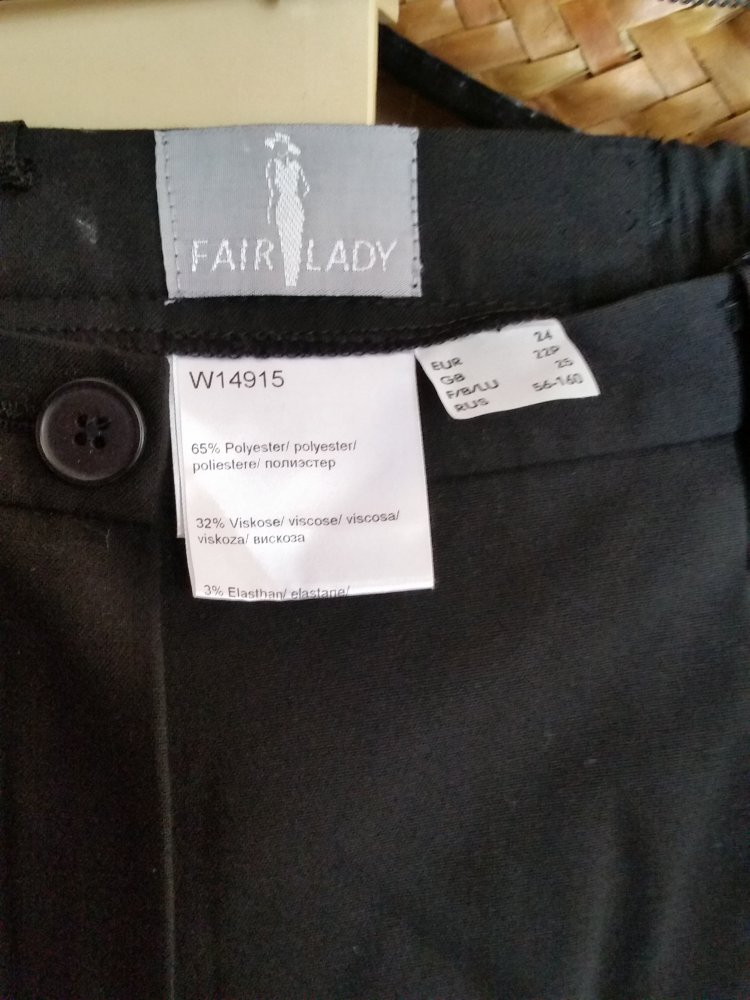 FAIR LADY
W14915
65% Polyester/ polyester/
poliestere/ полиэстер
32% Viskose/ viscose/ viscosa/
viskoza/ вискоза
3% Elasthan/ elastane/
EUR 24
GB 22P
F/B/LU 25
RUS 56-160